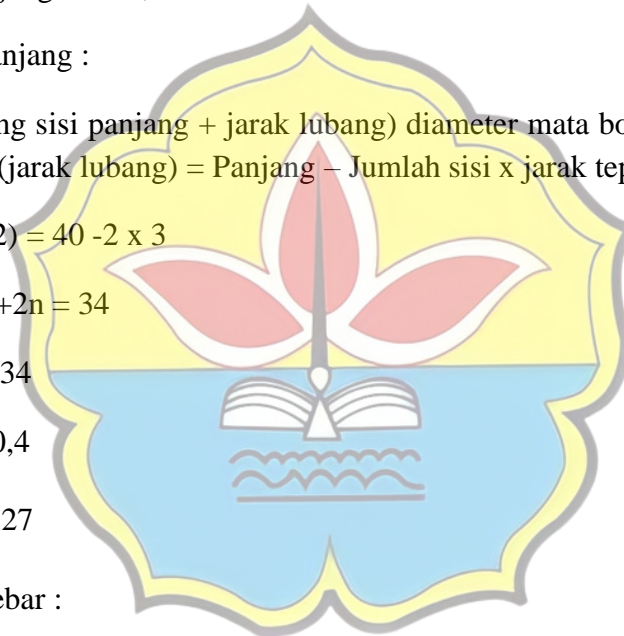 anjang :
ng sisi panjang + jarak lubang) diameter mata bo
(jarak lubang) = Panjang – Jumlah sisi x jarak tep
2) = 40 -2 x 3
+2n = 34
34
0,4
27
ebar :